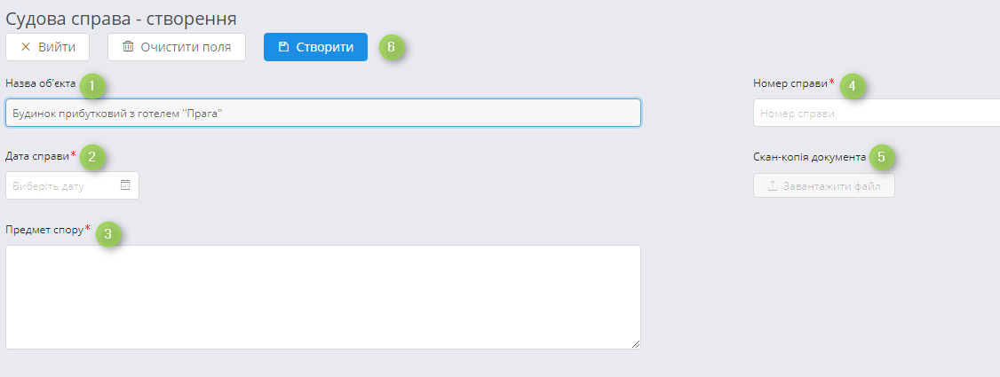 Судова справа - створення
Вийти Очистити поля Створити 6
Назва об'єкта 1 Номер справи* 4
Будинок прибутковий з готелем "Прага" Номер справи
Дата справи* 2 Скан-копія документа 5
Виберіть дату Завантажити файл
Предмет спору* 3